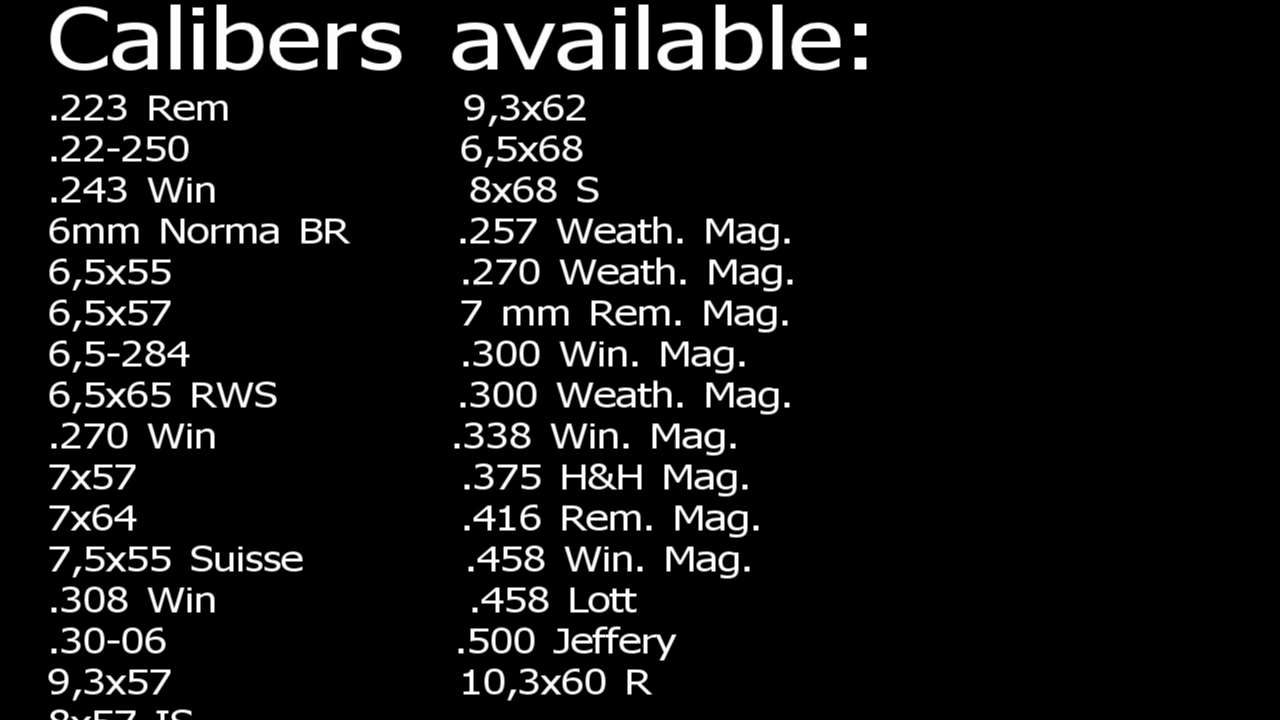 Calibers available:
.223 Rem
.22-250
.243 Win
6mm Norma BR
6,5x55
6,5x57
6,5-284
6,5x65 RWS
.270 Win
7x57
7x64
7,5x55 Suisse
.308 Win
.30-06
9,3x57
8x57 IS
9,3x62
6,5x68
8x68 S
.257 Weath. Mag.
.270 Weath. Mag.
7 mm Rem. Mag.
.300 Win. Mag.
.300 Weath. Mag.
.338 Win. Mag.
.375 H&H Mag.
.416 Rem. Mag.
.458 Win. Mag.
.458 Lott
.500 Jeffery
10,3x60 R